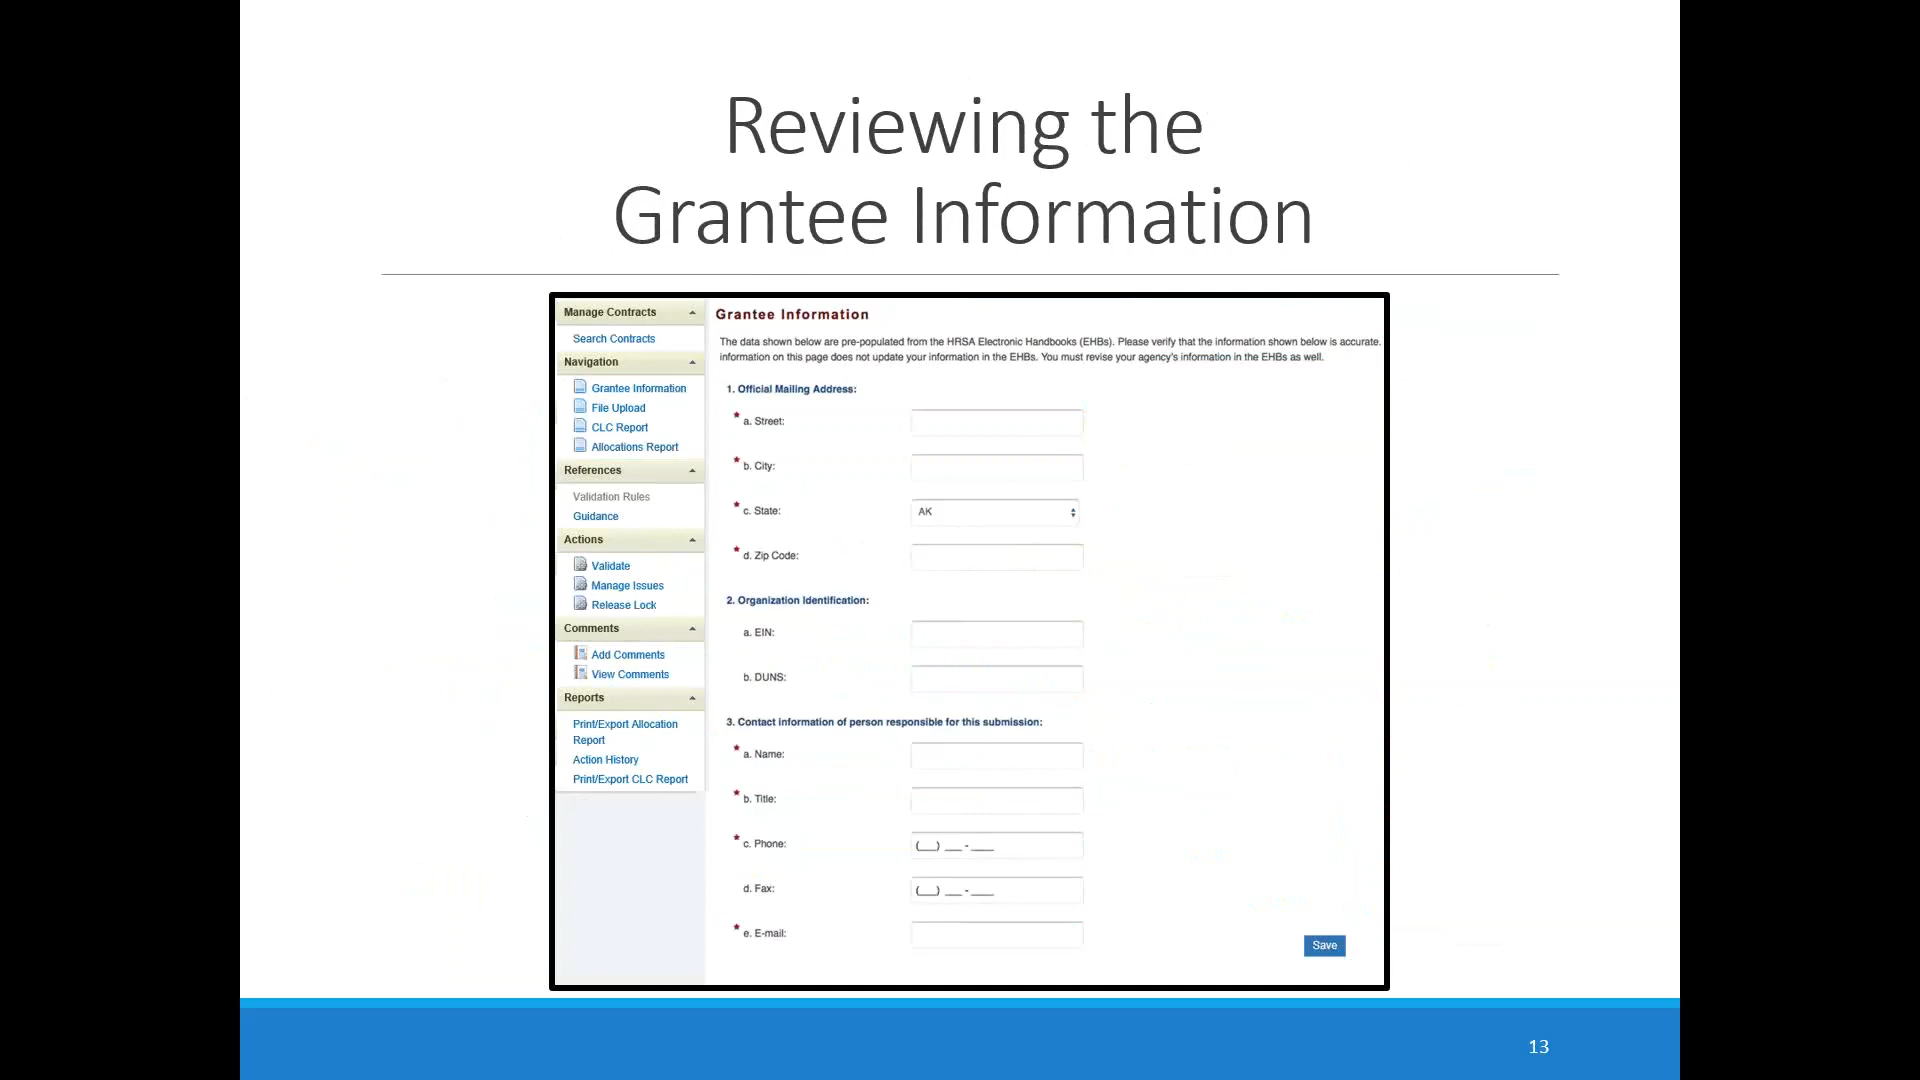 Reviewing the
Grantee Information
Manage Contracts
Search Contracts
Navigation
Grantee Information
File Upload
CLC Report
Allocations Report
References
Validation Rules
Guidance
Actions
Validate
Manage Issues
Release Lock
Comments
Add Comments
View Comments
Reports
Print/Export Allocation
Report
Action History
Print/Export CLC Report
Grantee Information
The data shown below are pre-populated from the HRSA Electronic Handbooks (EHBs). Please verify that the information shown below is accurate.
information on this page does not update your information in the EHBs. You must revise your agency's information in the EHBs as well.
1. Official Mailing Address:
* a. Street:
* b. City:
* c. State: AK
* d. Zip Code:
2. Organization Identification:
a. EIN:
b. DUNS:
3. Contact information of person responsible for this submission:
* a. Name:
* b. Title:
* c. Phone: (___) ___-____
d. Fax: (___) ___-____
* e. E-mail:
Save
13